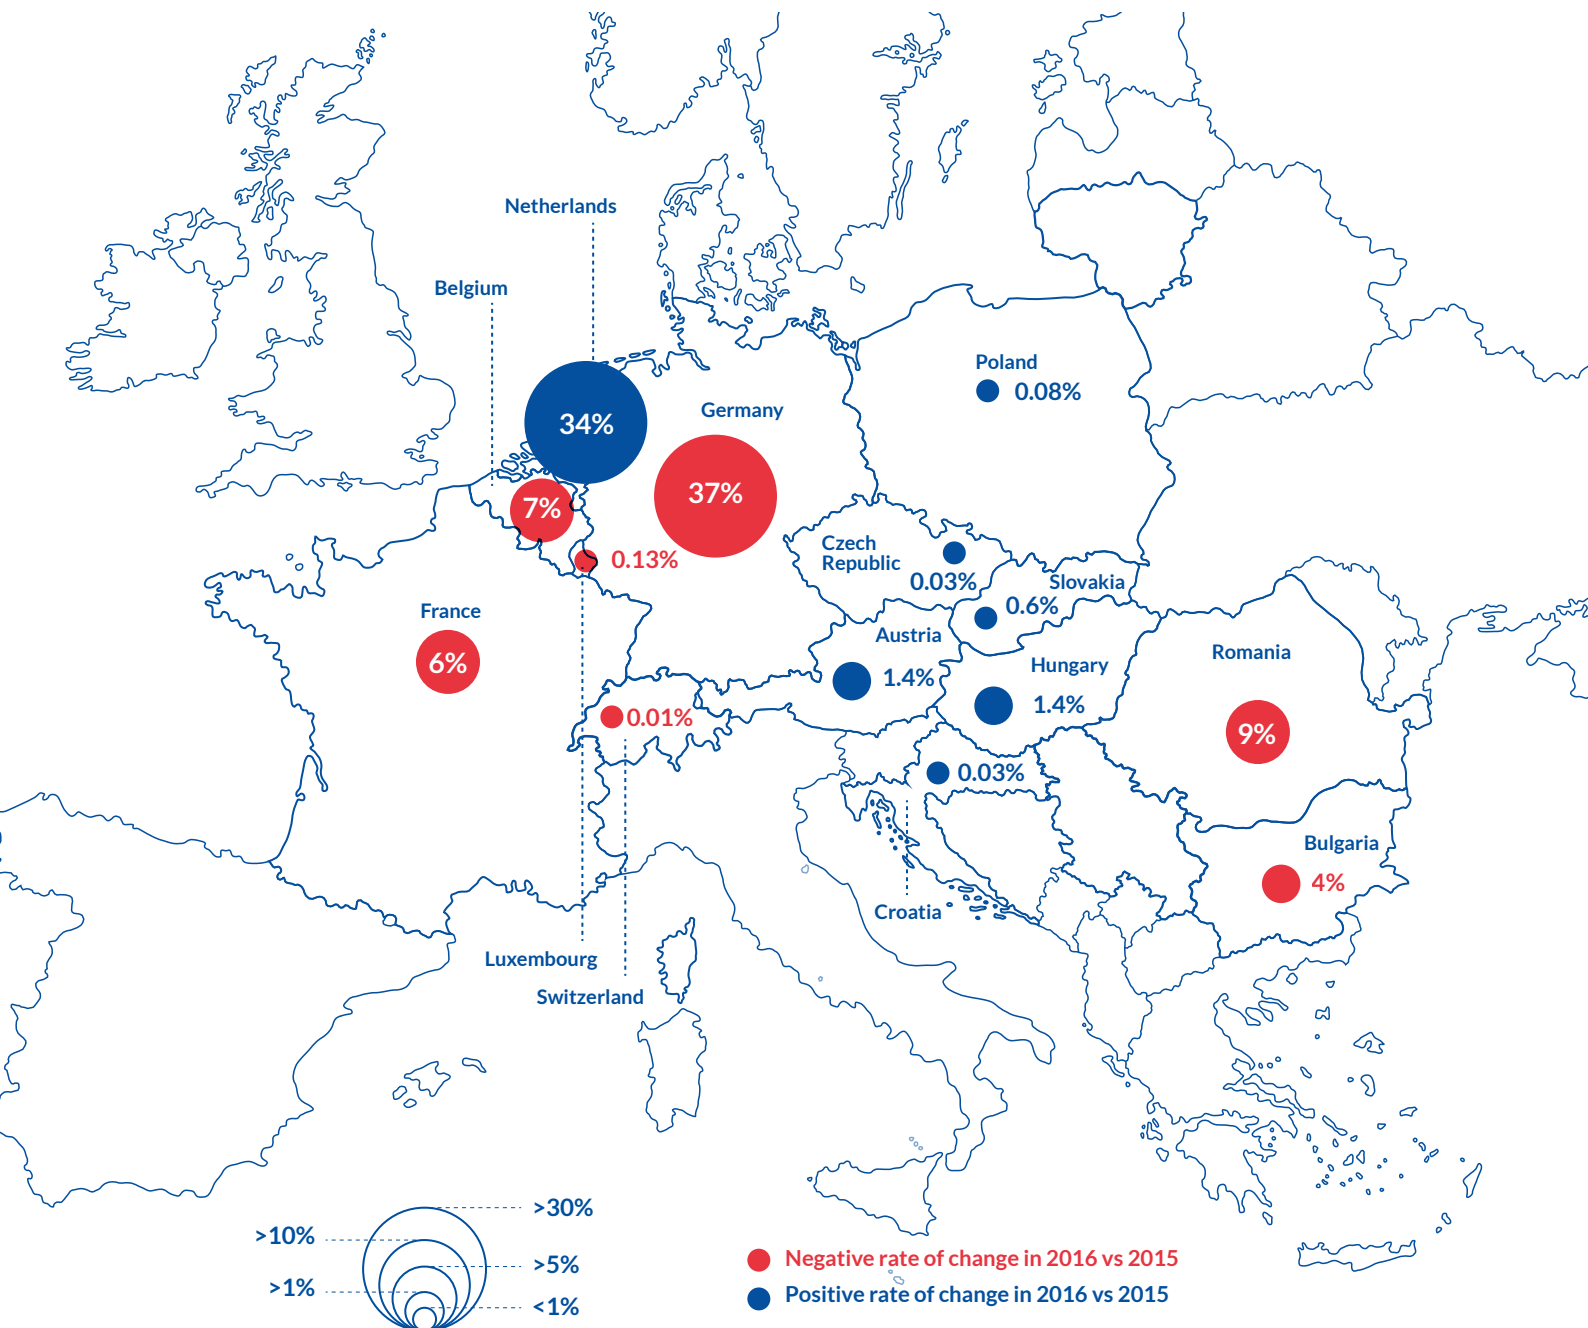 Netherlands
Belgium
34%
Germany
Poland
0.08%
37%
7%
0.13%
Czech
Republic
0.03%
Slovakia
0.6%
France
6%
Austria
1.4%
Hungary
1.4%
Romania
9%
0.01%
0.03%
Bulgaria
4%
Croatia
Luxembourg
Switzerland
>30%
>10%
>5%
>1%
<1%
Negative rate of change in 2016 vs 2015
Positive rate of change in 2016 vs 2015